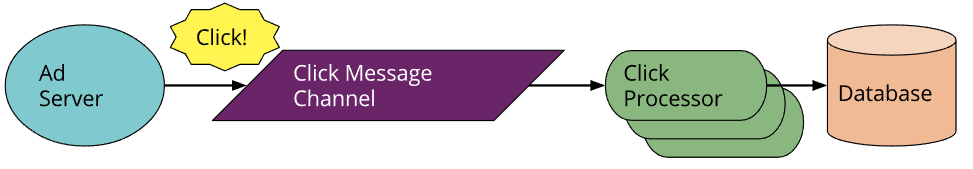 Ad
Server
Click!
Click Message
Channel
Click
Processor
Database